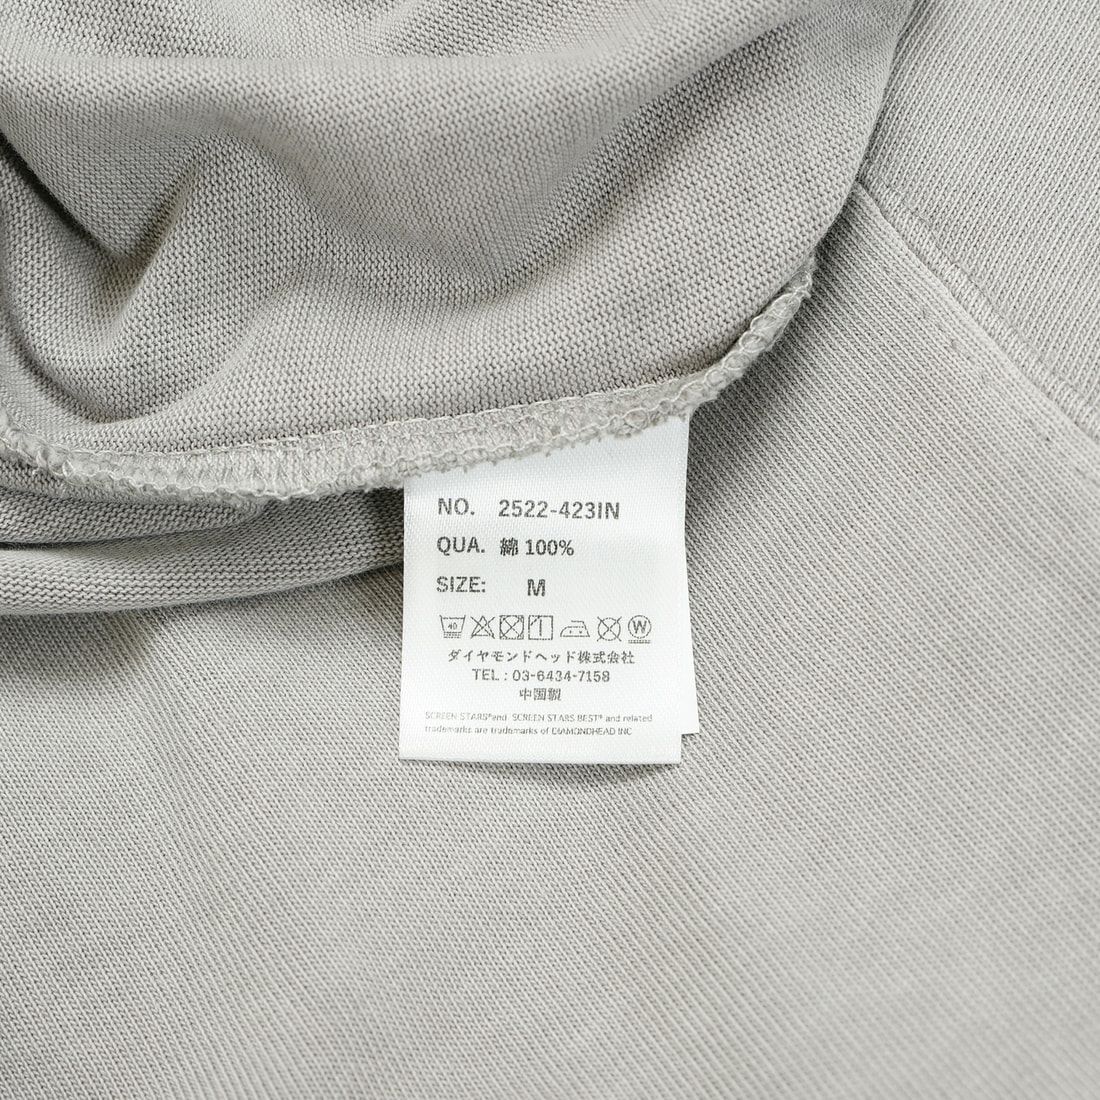 NO. 2522-423IN
QUA. 綿 100%
SIZE: M
40 W
ダイヤモンドヘッド株式会社
TEL : 03-6434-7158
中国製
SCREEN STARS® and SCREEN STARS BEST® and related
trademarks are trademarks of DIAMONDHEAD INC